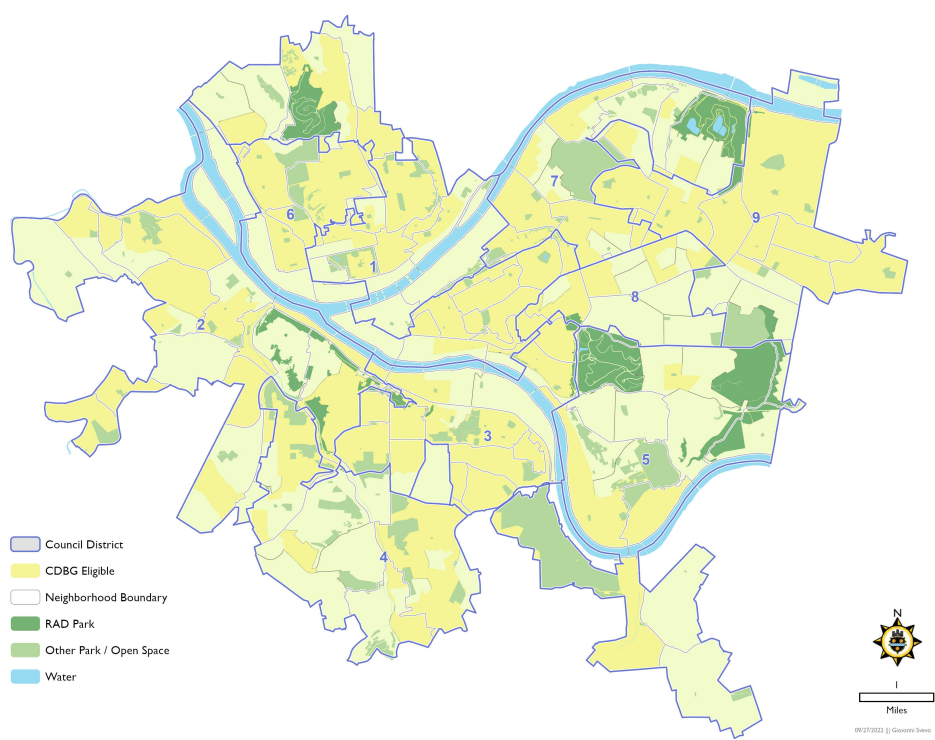 7
9
6
1
8
2
3
5
4
Council District
CDBG Eligible
Neighborhood Boundary
RAD Park
Other Park / Open Space
Water
N
1
Miles
09/27/2022 || Giovanni Svevo